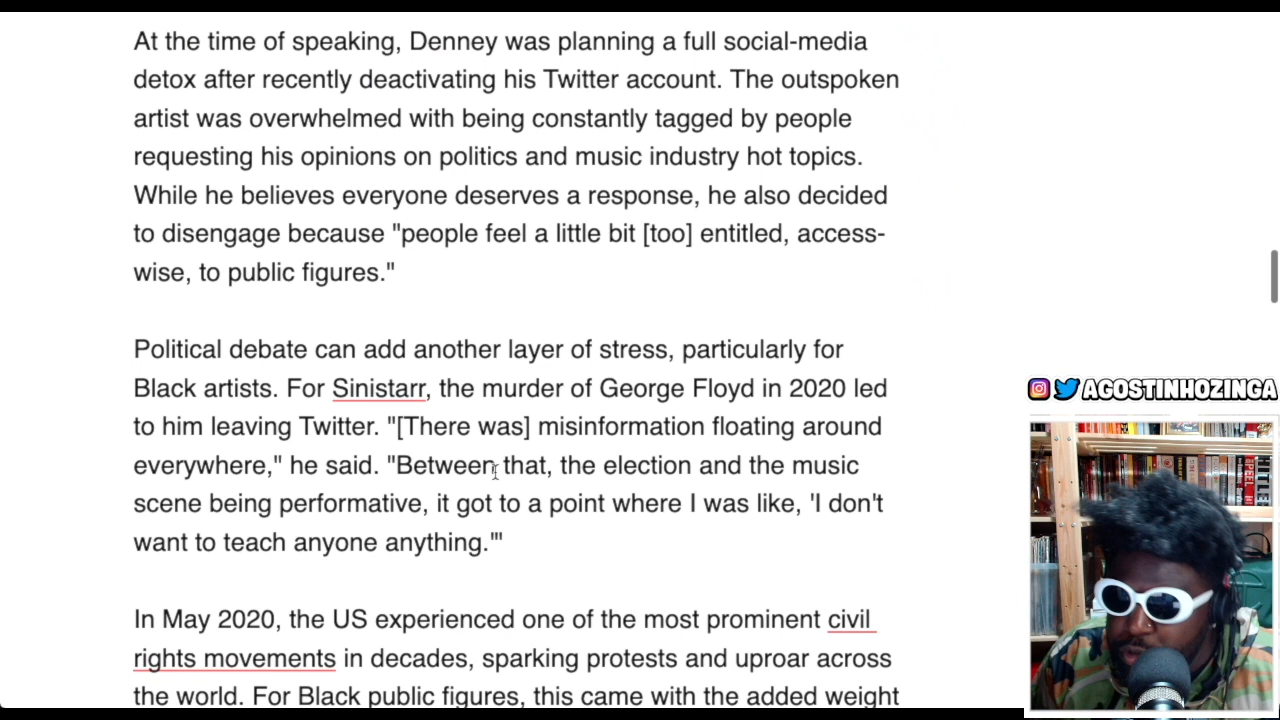 At the time of speaking, Denney was planning a full social-media
detox after recently deactivating his Twitter account. The outspoken
artist was overwhelmed with being constantly tagged by people
requesting his opinions on politics and music industry hot topics.
While he believes everyone deserves a response, he also decided
to disengage because "people feel a little bit [too] entitled, access-
wise, to public figures."
Political debate can add another layer of stress, particularly for
Black artists. For Sinistarr, the murder of George Floyd in 2020 led
to him leaving Twitter. "[There was] misinformation floating around
everywhere," he said. "Between that, the election and the music
scene being performative, it got to a point where I was like, 'I don't
want to teach anyone anything.'"
In May 2020, the US experienced one of the most prominent civil
rights movements in decades, sparking protests and uproar across
the world. For Black public figures, this came with the added weight
AGOSTINHOZINGA